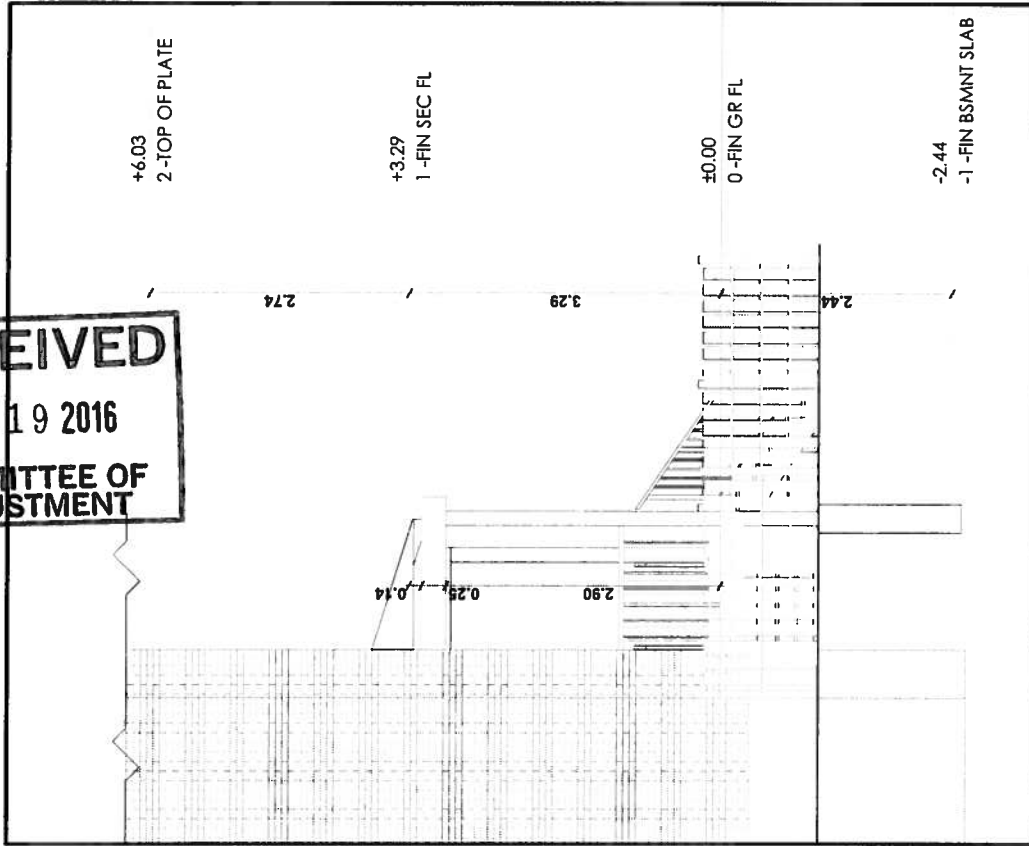 +6.03
2 -TOP OF PLATE
+3.29
1 -FIN SEC FL
±0.00
0 -FIN GR FL
-2.44
-1 -FIN BSMNT SLAB
2.74
3.29
2.44
0.14
0.25
2.90
EIVED
19 2016
ITTEE OF
USTMENT